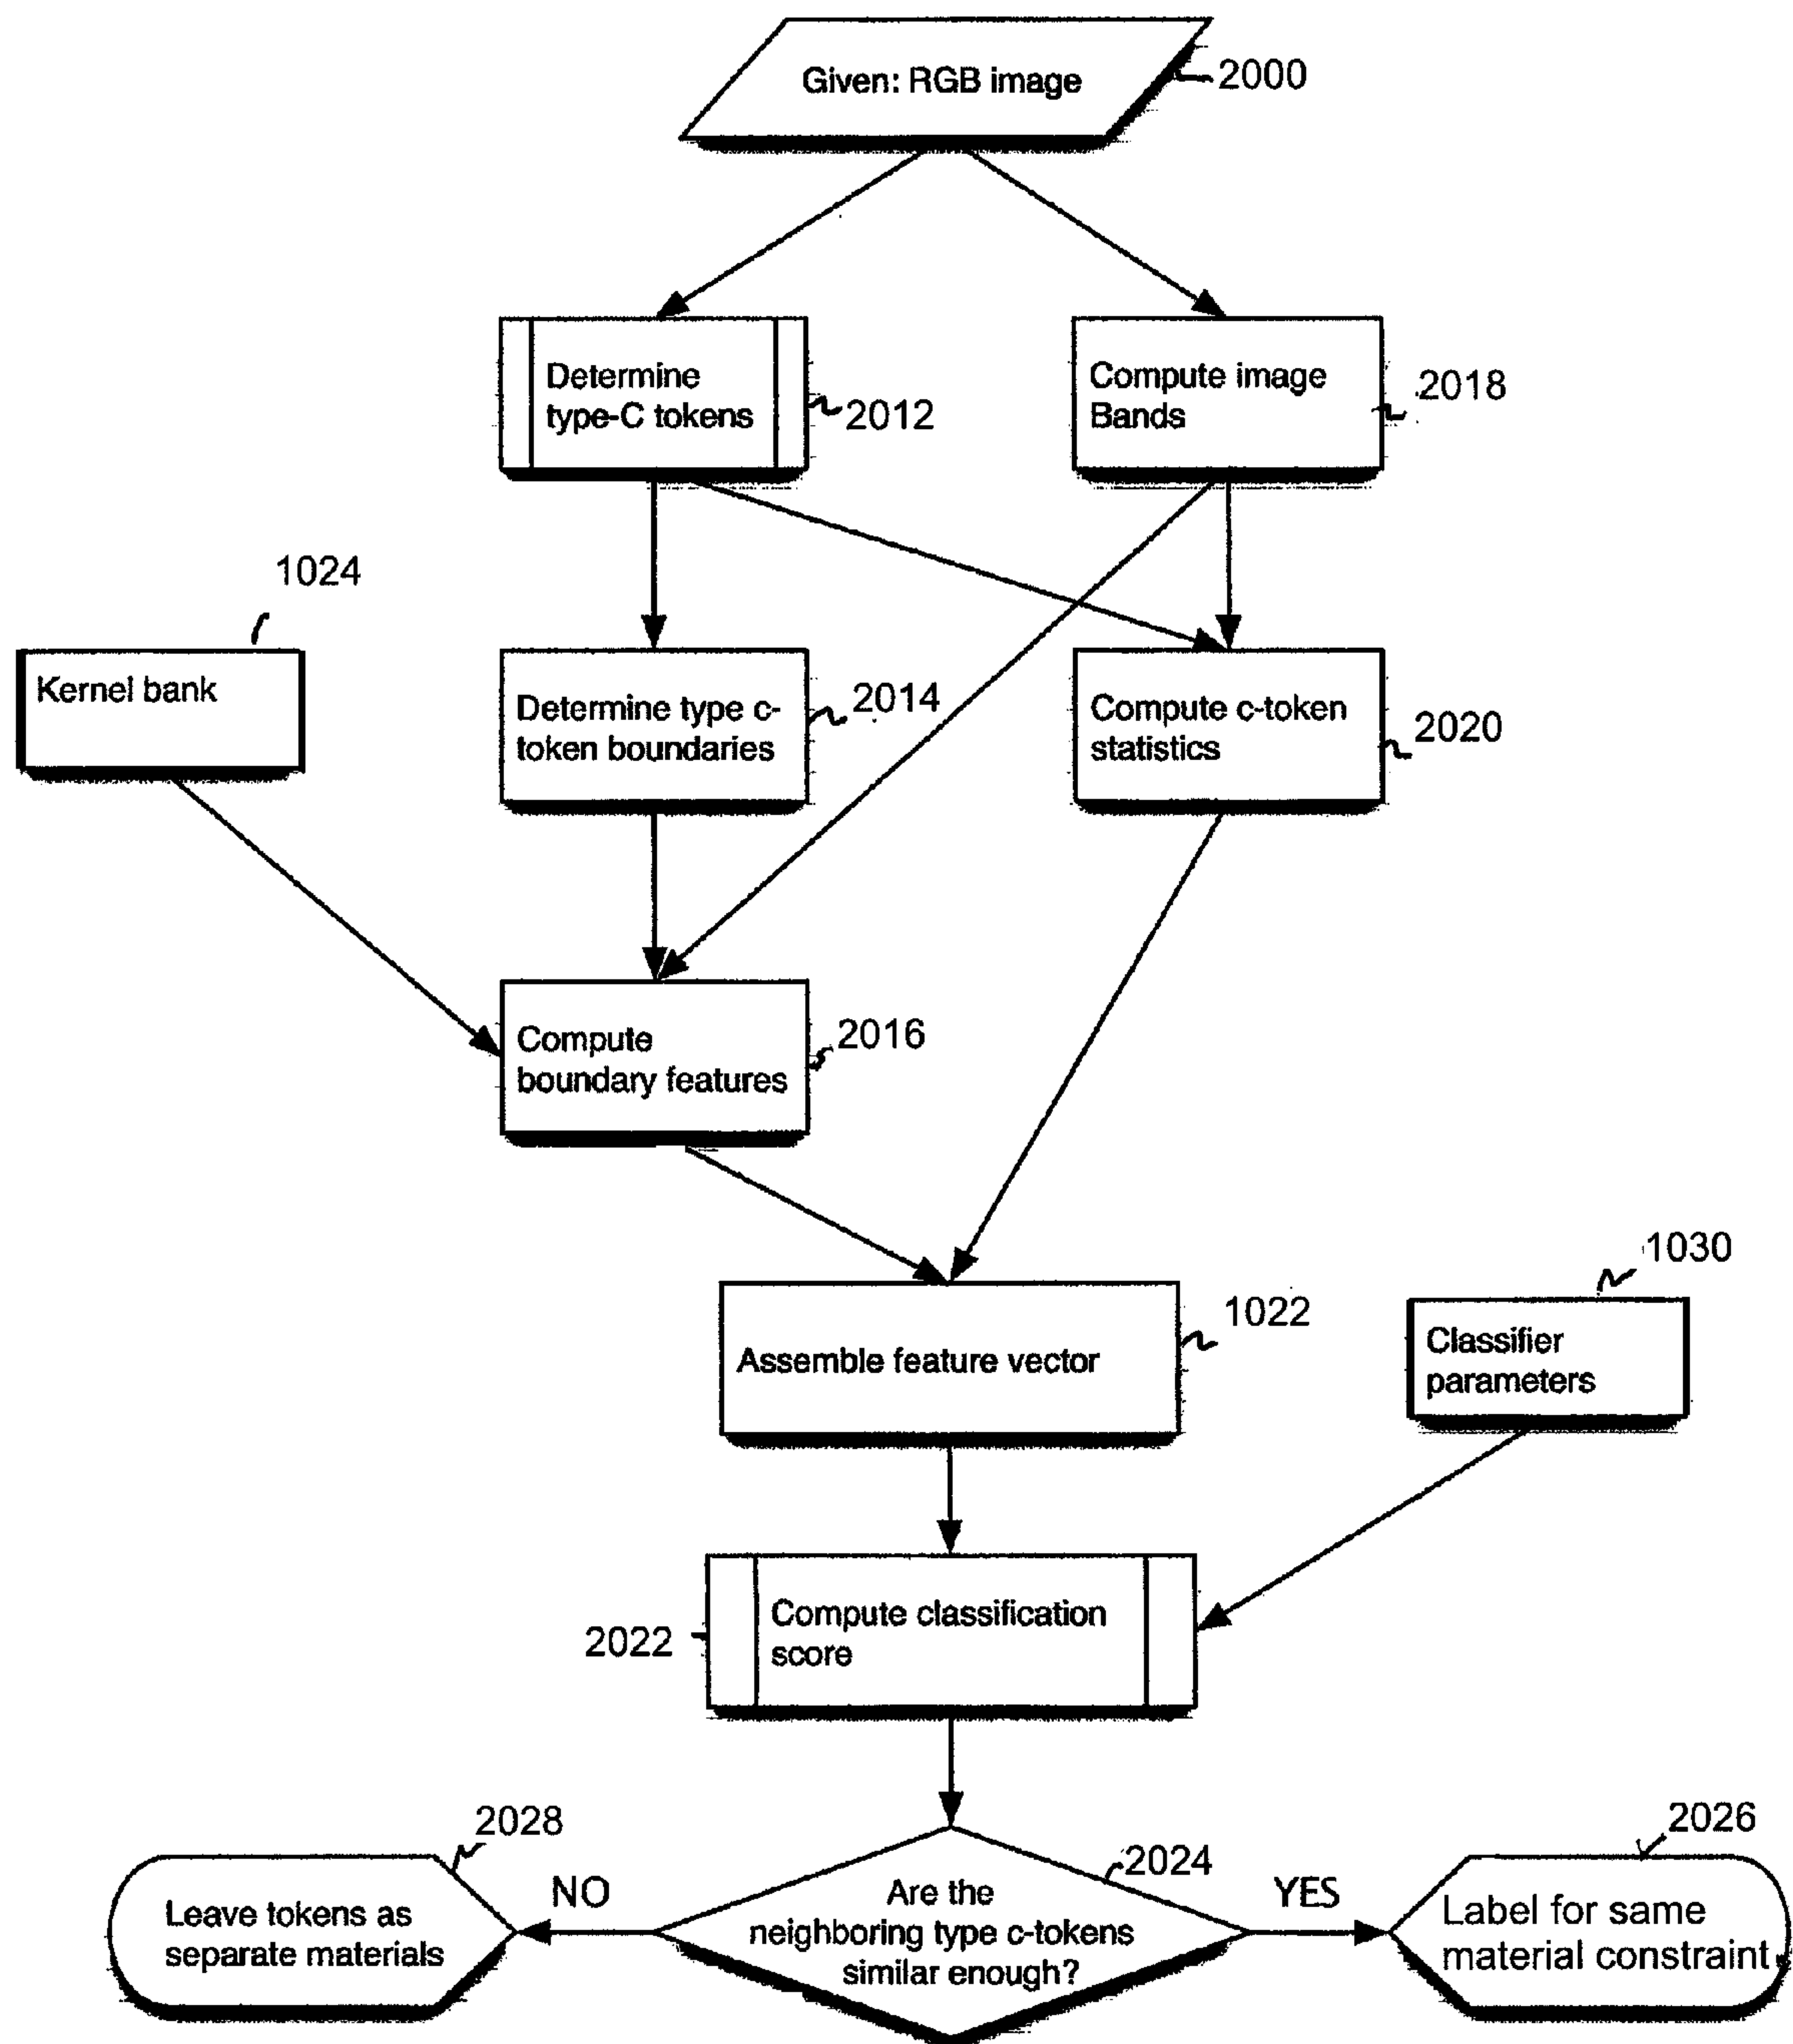 Given: RGB image
2000
Determine
type-C tokens
2012
Compute image
Bands
2018
1024
Kernel bank
Determine type c-
token boundaries
2014
Compute c-token
statistics
2020
Compute
boundary features
2016
Assemble feature vector
1022
1030
Classifier
parameters
Compute classification
score
2022
2028
Leave tokens as
separate materials
NO
2024
Are the
neighboring type c-tokens
similar enough?
YES
2026
Label for same
material constraint